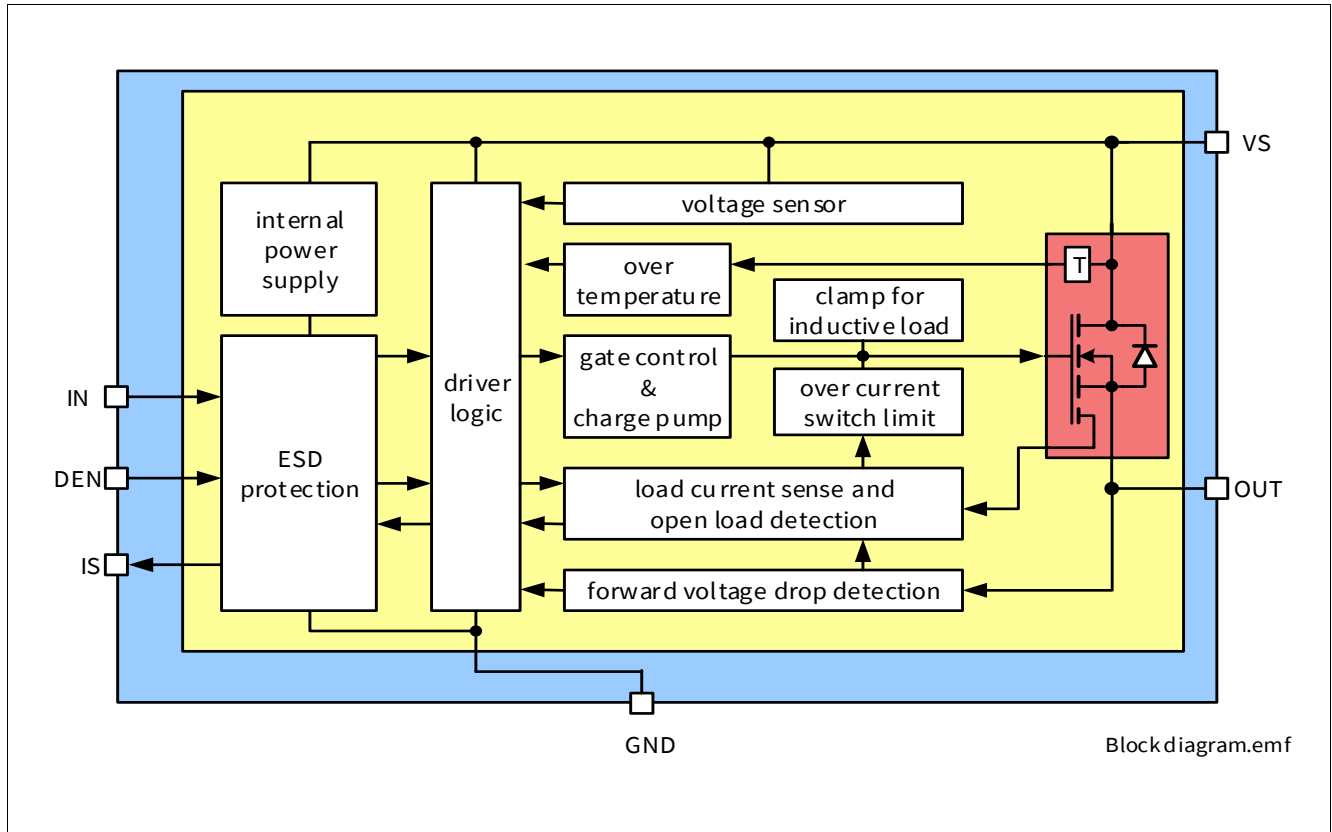 VS
internal
power
supply
voltage sensor
over
temperature
T
clamp for
inductive load
gate control
&
charge pump
driver
logic
over current
switch limit
IN
DEN
IS
ESD
protection
load current sense and
open load detection
OUT
forward voltage drop detection
GND
Block diagram.emf